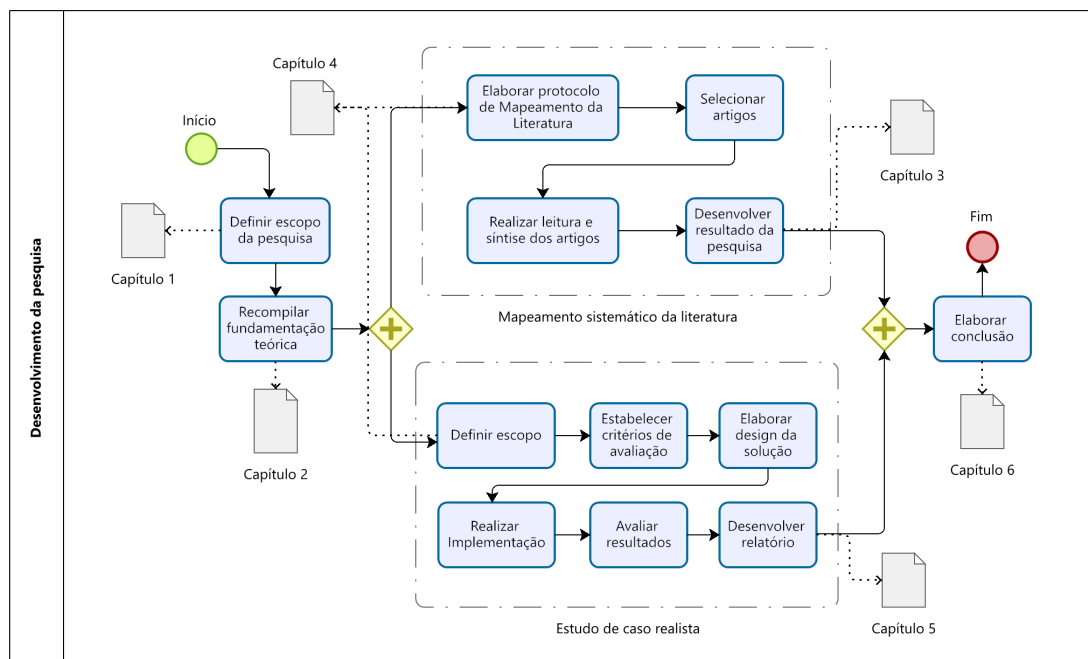 Desenvolvimento da pesquisa
Início
Capítulo 4
Elaborar protocolo
de Mapeamento da
Literatura
Selecionar
artigos
Capítulo 3
Definir escopo
da pesquisa
Capítulo 1
Realizar leitura e
síntise dos artigos
Desenvolver
resultado da
pesquisa
Fim
Recompilar
fundamentação
teórica
Mapeamento sistemático da literatura
Elaborar
conclusão
Capítulo 2
Definir escopo
Estabelecer
critérios de
avaliação
Elaborar
design da
solução
Capítulo 6
Realizar
Implementação
Avaliar
resultados
Desenvolver
relatório
Capítulo 5
Estudo de caso realista